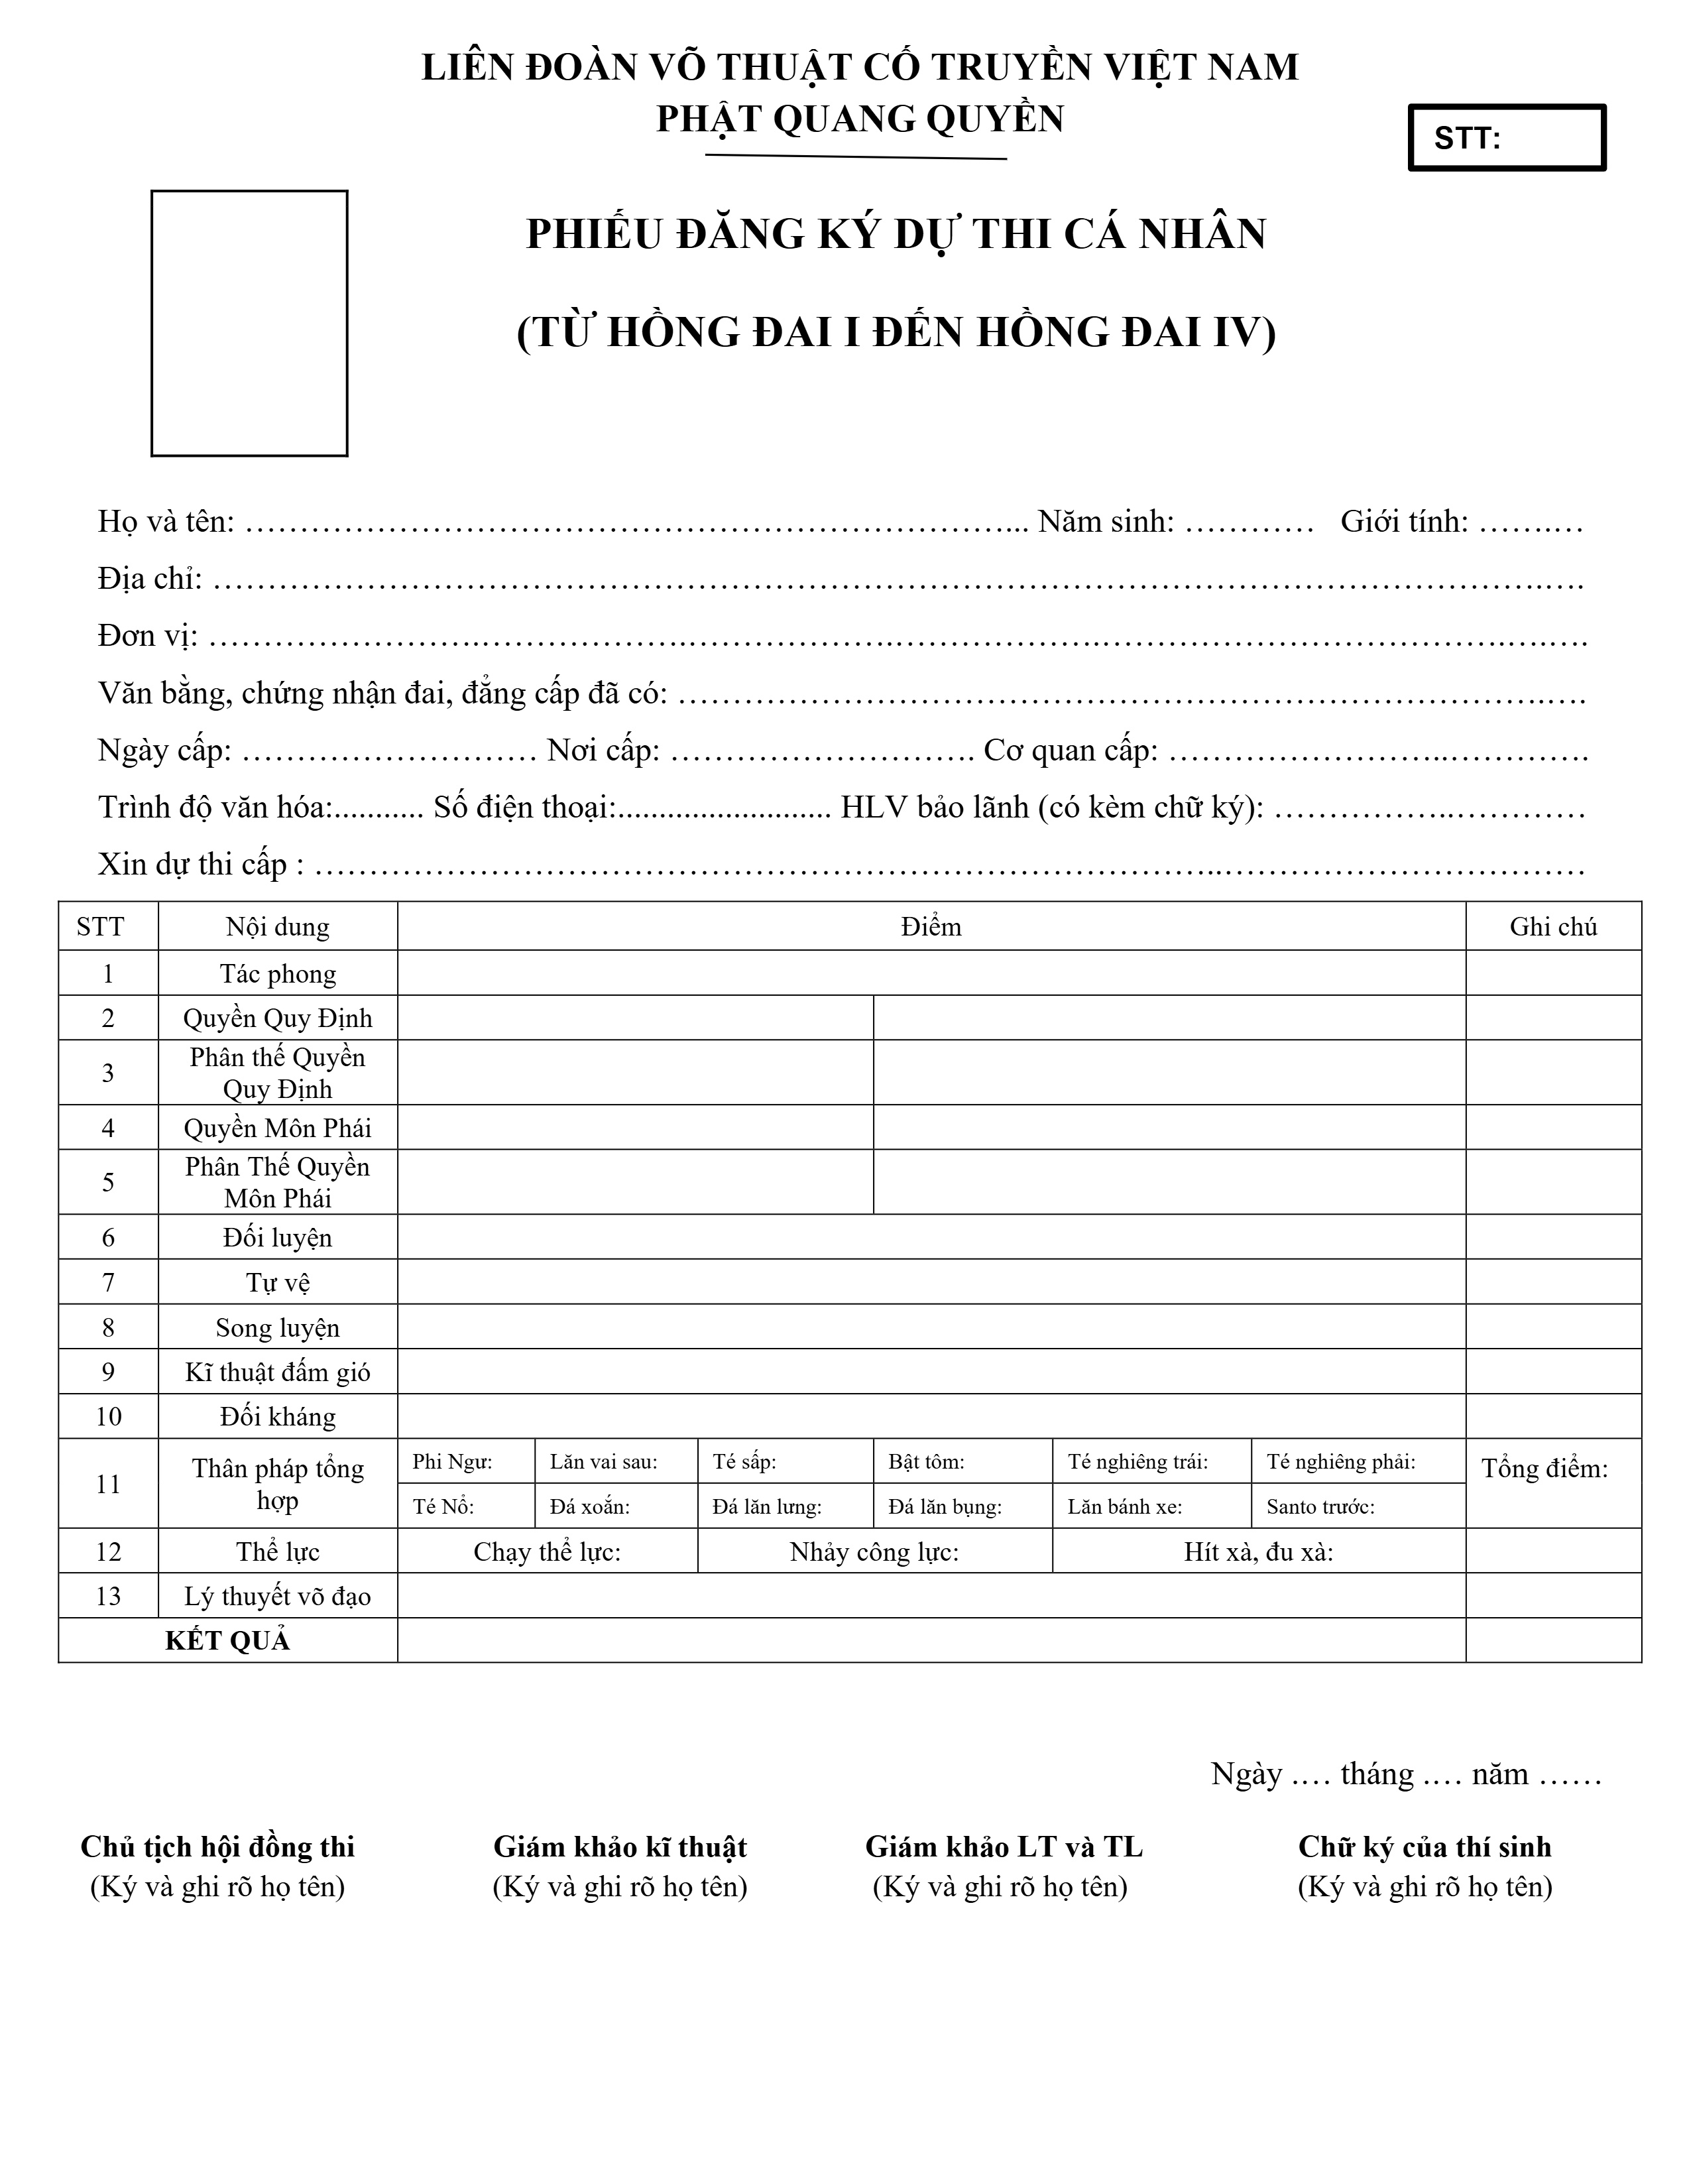 LIÊN ĐOÀN VÕ THUẬT CỔ TRUYỀN VIỆT NAM
PHẬT QUANG QUYỀN
STT:
PHIẾU ĐĂNG KÝ DỰ THI CÁ NHÂN
(TỪ HỒNG ĐAI I ĐẾN HỒNG ĐAI IV)
Họ và tên: …………………………………………………………………………... Năm sinh: ………… Giới tính: …….…
Địa chỉ: ………………………………………………………………………………………………………………….….
Đơn vị: …………………….……………….……………….……………….……………………………….….….
Văn bằng, chứng nhận đai, đẳng cấp đã có: ……………………………………………………………………….….
Ngày cấp: ……………………… Nơi cấp: ………………………. Cơ quan cấp: ……………………..………….
Trình độ văn hóa:........... Số điện thoại:.......................... HLV bảo lãnh (có kèm chữ ký): ……………..…………
Xin dự thi cấp : ………………………………………………………………………..……………………………
STT Nội dung Điểm Ghi chú
1 Tác phong
2 Quyền Quy Định
3 Phân thế Quyền
Quy Định
4 Quyền Môn Phái
5 Phân Thế Quyền
Môn Phái
6 Đối luyện
7 Tự vệ
8 Song luyện
9 Kĩ thuật đấm gió
10 Đối kháng
11 Thân pháp tổng
hợp
Phi Ngư: Lăn vai sau: Té sấp: Bật tôm: Té nghiêng trái: Té nghiêng phải: Tổng điểm:
Té Nổ: Đá xoắn: Đá lăn lưng: Đá lăn bụng: Lăn bánh xe: Santo trước:
12 Thể lực Chạy thể lực: Nhảy công lực: Hít xà, đu xà:
13 Lý thuyết võ đạo
KẾT QUẢ
Ngày .… tháng .… năm ……
Chủ tịch hội đồng thi Giám khảo kĩ thuật Giám khảo LT và TL Chữ ký của thí sinh
(Ký và ghi rõ họ tên) (Ký và ghi rõ họ tên) (Ký và ghi rõ họ tên) (Ký và ghi rõ họ tên)